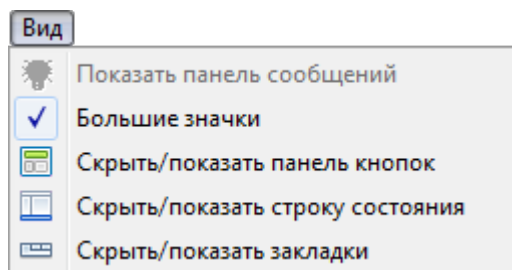 Вид
Показать панель сообщений
Большие значки
Скрыть/показать панель кнопок
Скрыть/показать строку состояния
Скрыть/показать закладки